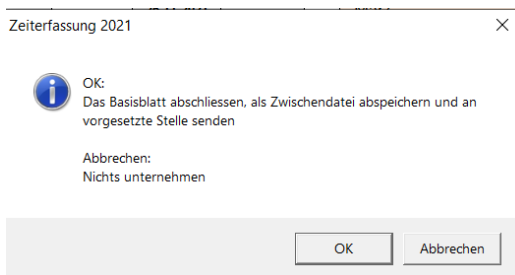 Zeiterfassung 2021
OK:
Das Basisblatt abschliessen, als Zwischendatei abspeichern und an
vorgesetzte Stelle senden
Abbrechen:
Nichts unternehmen
OK
Abbrechen